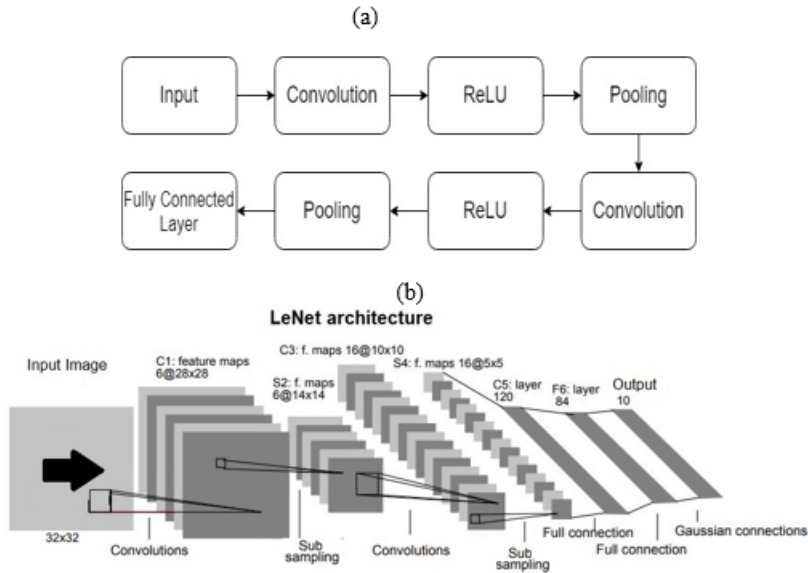 (a)
Input
Convolution
ReLU
Pooling
Fully Connected
Layer
Pooling
ReLU
Convolution
(b)
LeNet architecture
Input Image
C1: feature maps
6@28x28
S2: f. maps
6@14x14
C3: f. maps 16@10x10
S4: f. maps 16@5x5
C5: layer
120
F6: layer
84
Output
10
32x32
Convolutions
Sub
sampling
Convolutions
Sub
sampling
Full connection
Full connection
Gaussian connections